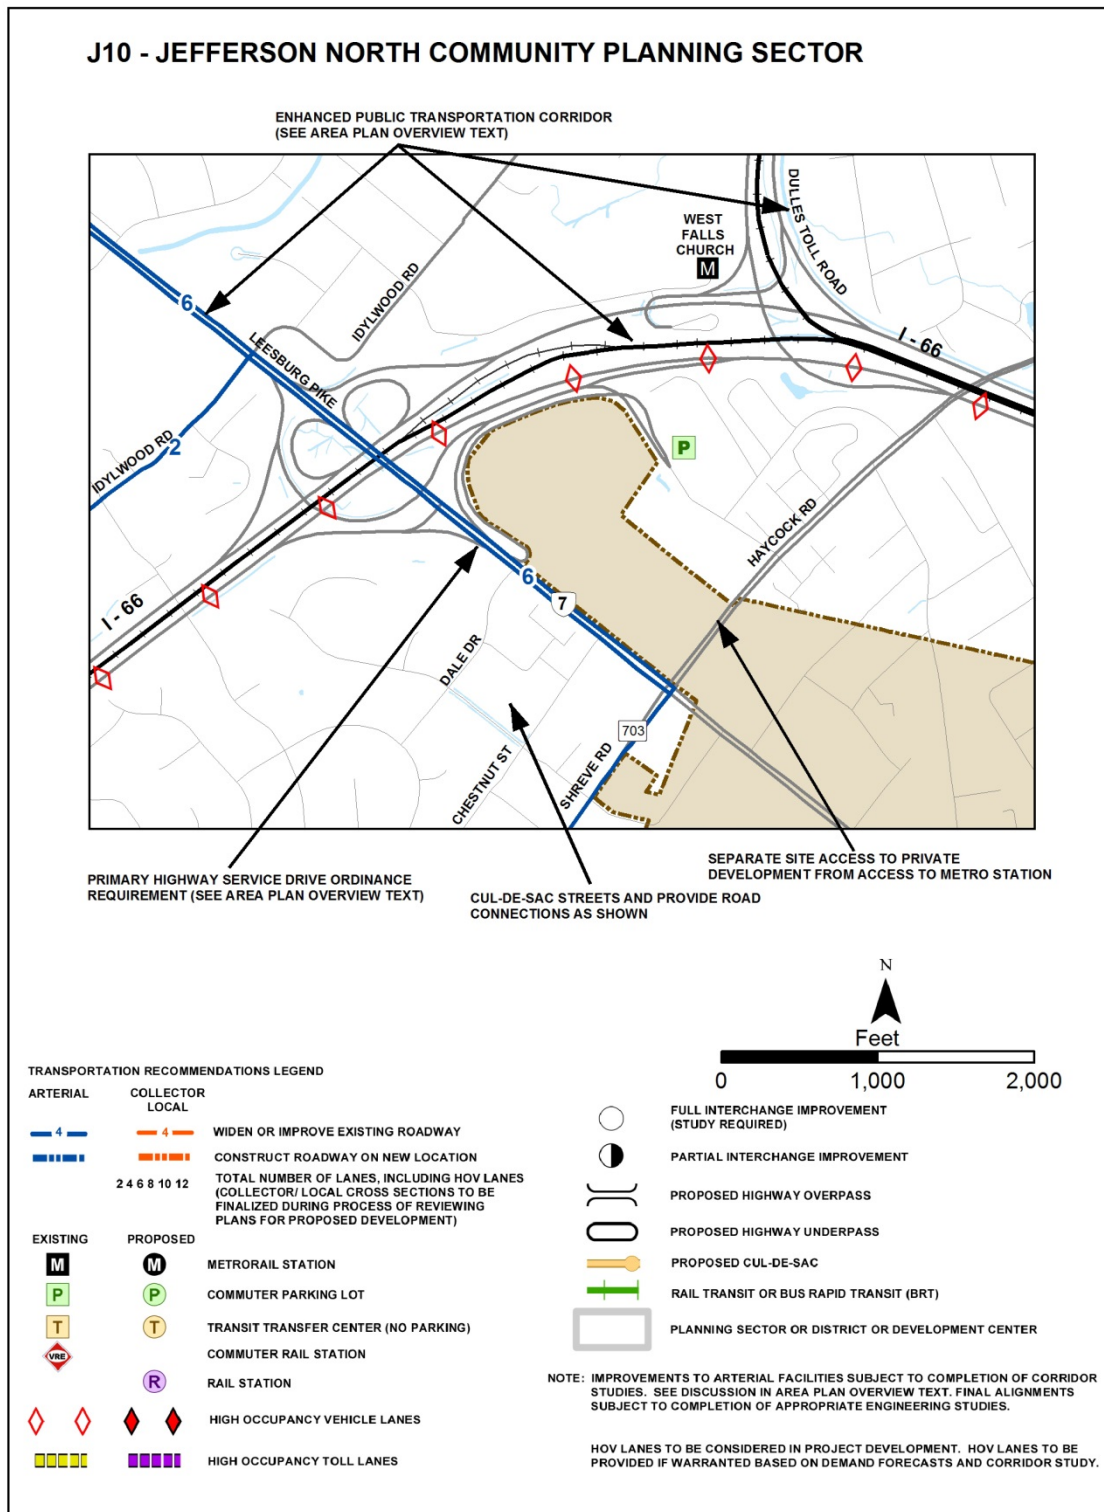 J10 - JEFFERSON NORTH COMMUNITY PLANNING SECTOR
ENHANCED PUBLIC TRANSPORTATION CORRIDOR
(SEE AREA PLAN OVERVIEW TEXT)
WEST
FALLS
CHURCH
M
DULLES TOLL ROAD
IDYLWOOD RD
6
LEESBURG PIKE
I - 66
IDYLWOOD RD
2
P
HAYCOCK RD
6
7
I - 66
DALE DR
703
SHREVE RD
CHESTNUT ST
PRIMARY HIGHWAY SERVICE DRIVE ORDINANCE
REQUIREMENT (SEE AREA PLAN OVERVIEW TEXT)
CUL-DE-SAC STREETS AND PROVIDE ROAD
CONNECTIONS AS SHOWN
SEPARATE SITE ACCESS TO PRIVATE
DEVELOPMENT FROM ACCESS TO METRO STATION
N
Feet
0 1,000 2,000
TRANSPORTATION RECOMMENDATIONS LEGEND
ARTERIAL COLLECTOR
LOCAL
4 4 WIDEN OR IMPROVE EXISTING ROADWAY
CONSTRUCT ROADWAY ON NEW LOCATION
2 4 6 8 10 12 TOTAL NUMBER OF LANES, INCLUDING HOV LANES
(COLLECTOR/ LOCAL CROSS SECTIONS TO BE
FINALIZED DURING PROCESS OF REVIEWING
PLANS FOR PROPOSED DEVELOPMENT)
EXISTING PROPOSED
M M METRORAIL STATION
P P COMMUTER PARKING LOT
T T TRANSIT TRANSFER CENTER (NO PARKING)
VRE COMMUTER RAIL STATION
R RAIL STATION
HIGH OCCUPANCY VEHICLE LANES
HIGH OCCUPANCY TOLL LANES
FULL INTERCHANGE IMPROVEMENT
(STUDY REQUIRED)
PARTIAL INTERCHANGE IMPROVEMENT
PROPOSED HIGHWAY OVERPASS
PROPOSED HIGHWAY UNDERPASS
PROPOSED CUL-DE-SAC
RAIL TRANSIT OR BUS RAPID TRANSIT (BRT)
PLANNING SECTOR OR DISTRICT OR DEVELOPMENT CENTER
NOTE: IMPROVEMENTS TO ARTERIAL FACILITIES SUBJECT TO COMPLETION OF CORRIDOR
STUDIES. SEE DISCUSSION IN AREA PLAN OVERVIEW TEXT. FINAL ALIGNMENTS
SUBJECT TO COMPLETION OF APPROPRIATE ENGINEERING STUDIES.
HOV LANES TO BE CONSIDERED IN PROJECT DEVELOPMENT. HOV LANES TO BE
PROVIDED IF WARRANTED BASED ON DEMAND FORECASTS AND CORRIDOR STUDY.